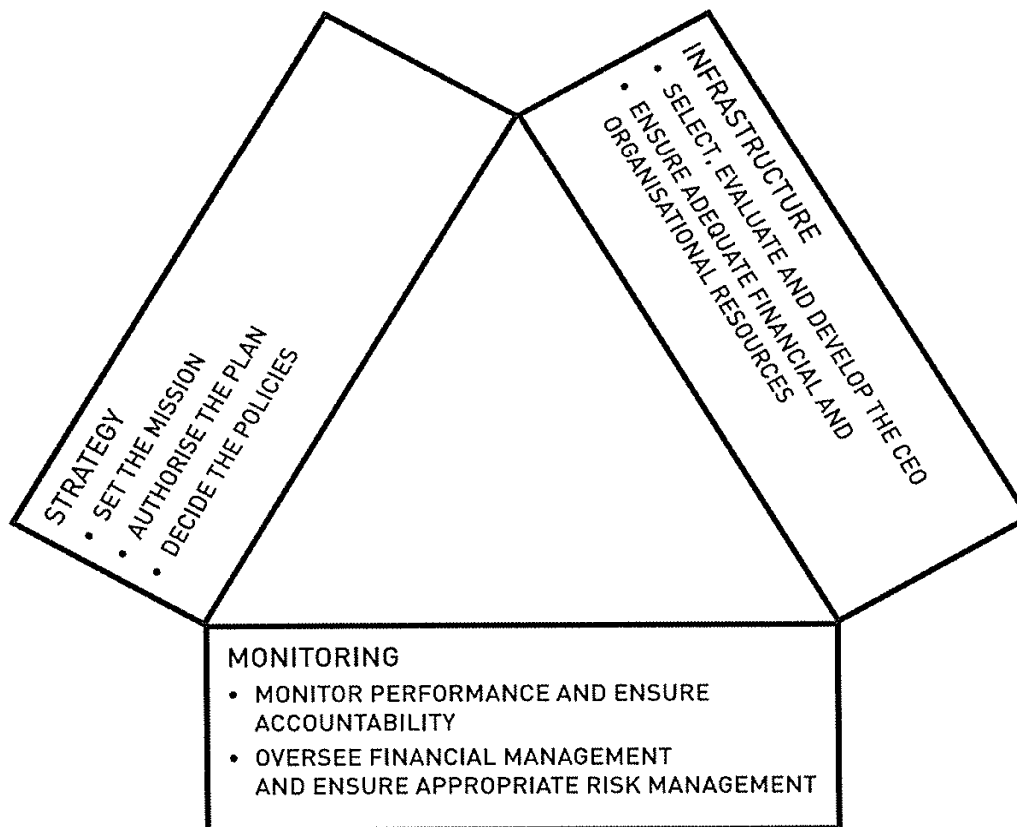 STRATEGY
• SET THE MISSION
• AUTHORISE THE PLAN
• DECIDE THE POLICIES
INFRASTRUCTURE
• SELECT, EVALUATE AND DEVELOP THE CEO
• ENSURE ADEQUATE FINANCIAL AND
ORGANISATIONAL RESOURCES
MONITORING
• MONITOR PERFORMANCE AND ENSURE
ACCOUNTABILITY
• OVERSEE FINANCIAL MANAGEMENT
AND ENSURE APPROPRIATE RISK MANAGEMENT